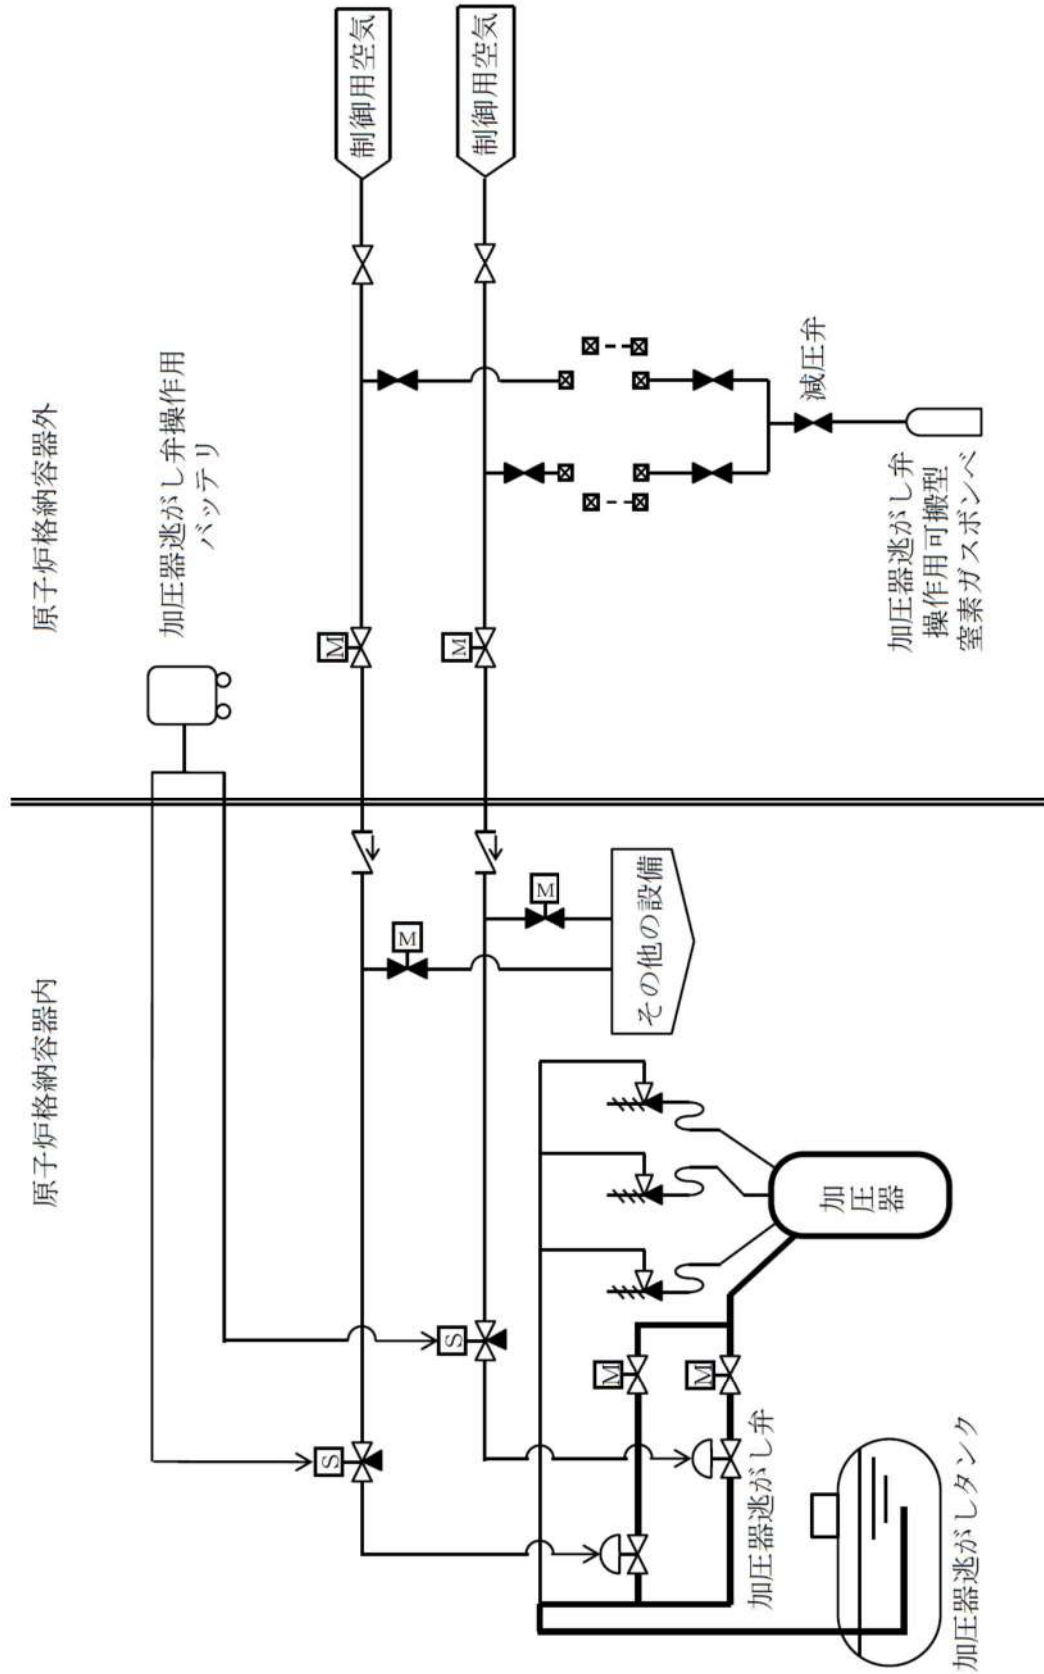 原子炉格納容器内
原子炉格納容器外
加圧器逃がし弁操作用
バッテリ
制御用空気
制御用空気
S
S
M
M
M
M
その他の設備
M
M
加圧器逃がし弁
加圧器
加圧器逃がしタンク
減圧弁
加圧器逃がし弁
操作用可搬型
窒素ガスボンベ